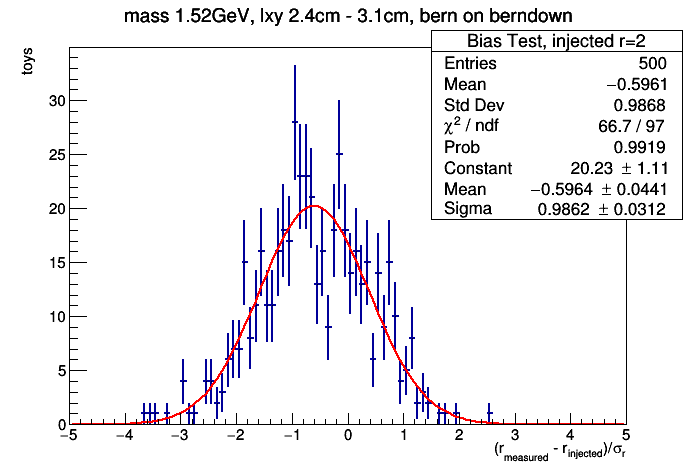 mass 1.52GeV, lxy 2.4cm - 3.1cm, bern on berndown
Bias Test, injected r=2
Entries 500
Mean −0.5961
Std Dev 0.9868
χ² / ndf 66.7 / 97
Prob 0.9919
Constant 20.23 ± 1.11
Mean −0.5964 ± 0.0441
Sigma 0.9862 ± 0.0312
toys
30
25
20
15
10
5
0
−5 −4 −3 −2 −1 0 1 2 3 4 5
(r_measured - r_injected)/σ_r